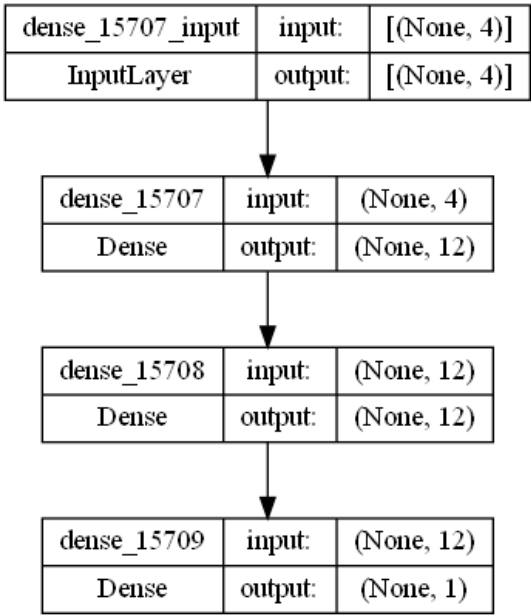 dense_15707_input input: [(None, 4)]
InputLayer output: [(None, 4)]
dense_15707 input: (None, 4)
Dense output: (None, 12)
dense_15708 input: (None, 12)
Dense output: (None, 12)
dense_15709 input: (None, 12)
Dense output: (None, 1)